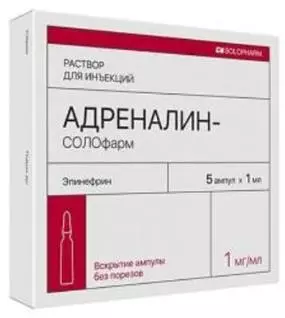 SOLOPHARM
РАСТВОР
ДЛЯ ИНЪЕКЦИЙ
АДРЕНАЛИН-
СОЛОфарм
Эпинефрин
5 ампул x 1 мл
Вскрытие ампулы
без порезов
1 мг/мл